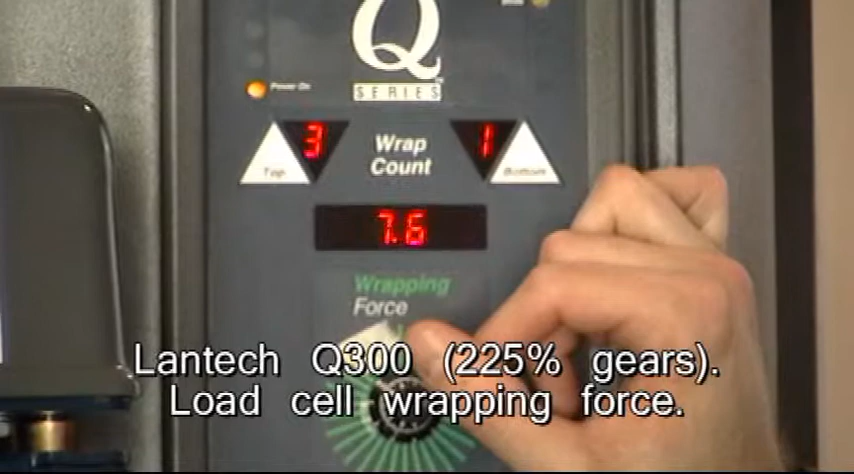 Q
SERIES
Power On
3
Wrap
Count
1
Top
Bottom
7.6
Wrapping
Force
Lantech Q300 (225% gears).
Load cell wrapping force.